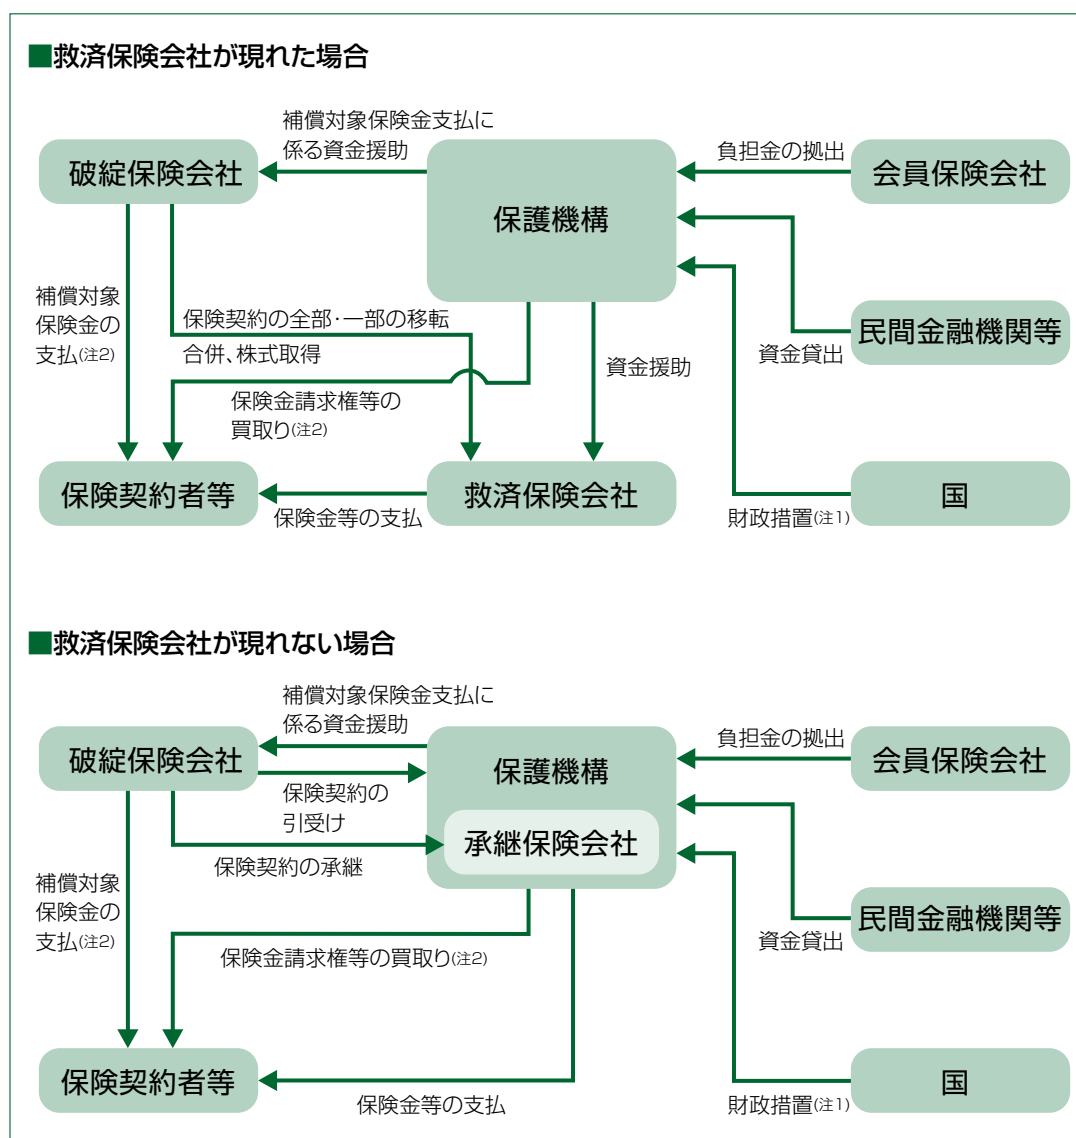 ■救済保険会社が現れた場合
補償対象保険金支払に
係る資金援助
負担金の拠出
破綻保険会社
保護機構
会員保険会社
補償対象
保険金の
支払(注2)
保険契約の全部・一部の移転
合併、株式取得
資金援助
民間金融機関等
資金貸出
保険金請求権等の
買取り(注2)
保険契約者等
救済保険会社
国
保険金等の支払
財政措置(注1)
■救済保険会社が現れない場合
補償対象保険金支払に
係る資金援助
負担金の拠出
破綻保険会社
保護機構
会員保険会社
保険契約の
引受け
承継保険会社
保険契約の承継
補償対象
保険金の
支払(注2)
民間金融機関等
資金貸出
保険金請求権等の買取り(注2)
保険契約者等
国
保険金等の支払
財政措置(注1)